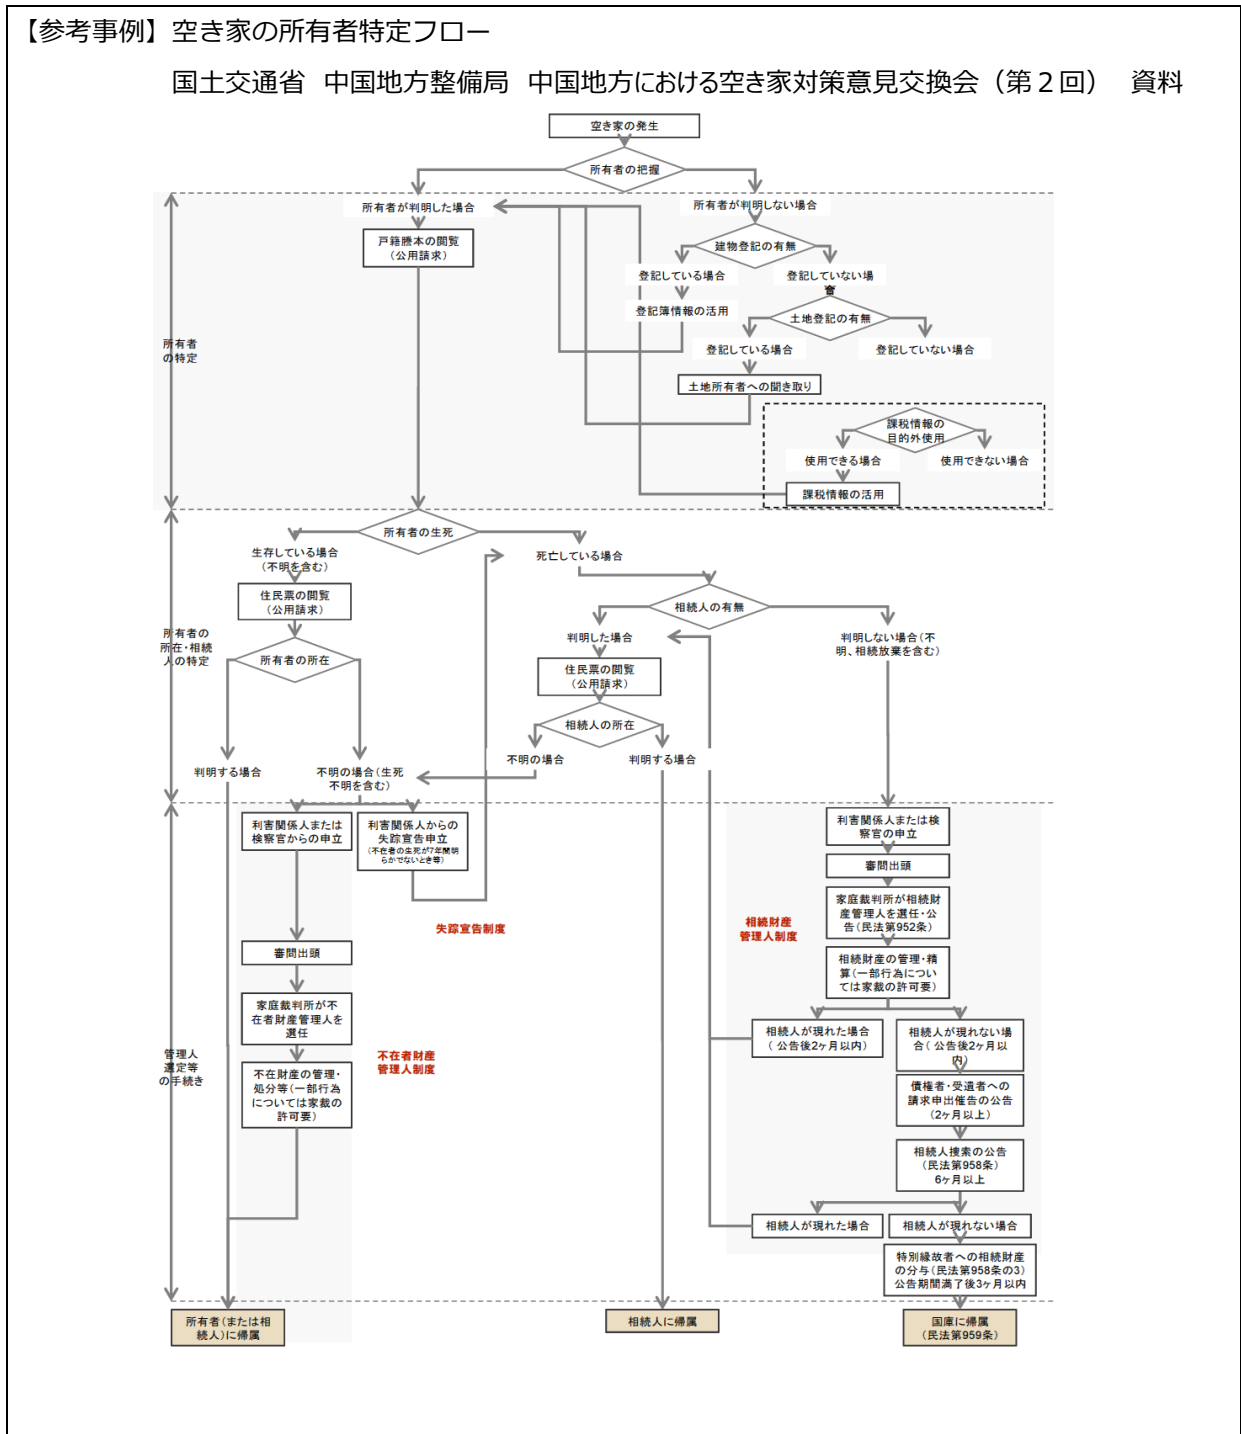 【参考事例】空き家の所有者特定フロー
国土交通省 中国地方整備局 中国地方における空き家対策意見交換会（第２回） 資料
空き家の発生
所有者の把握
所有者が判明した場合
所有者が判明しない場合
戸籍謄本の閲覧
（公用請求）
建物登記の有無
登記している場合
登記していない場
合
登記簿情報の活用
土地登記の有無
所有者
の特定
登記している場合
登記していない場合
土地所有者への聞き取り
課税情報の
目的外使用
使用できる場合
使用できない場合
課税情報の活用
所有者の生死
生存している場合
（不明を含む）
死亡している場合
住民票の閲覧
（公用請求）
相続人の有無
所有者の
所在・相続
人の特定
所有者の所在
判明した場合
判明しない場合（不
明、相続放棄を含む）
住民票の閲覧
（公用請求）
相続人の所在
判明する場合
不明の場合（生死
不明を含む）
不明の場合
判明する場合
利害関係人または
検察官からの申立
利害関係人からの
失踪宣告申立
（不在者の生死が7年間明
らかでないとき等）
利害関係人または検
察官の申立
審問出頭
家庭裁判所が相続財
産管理人を選任・公
告（民法第952条）
失踪宣告制度
相続財産
管理人制度
審問出頭
相続財産の管理・精
算（一部行為につい
ては家裁の許可要）
家庭裁判所が不
在者財産管理人を
選任
相続人が現れた場合
（ 公告後2ヶ月以内）
相続人が現れない場
合（ 公告後2ヶ月以
内）
管理人
選定等
の手続き
不在者財産
管理人制度
不在財産の管理・
処分等（一部行為
については家裁の
許可要）
債権者・受遺者への
請求申出催告の公告
（2ヶ月以上）
相続人捜索の公告
（民法第958条）
6ヶ月以上
相続人が現れた場合
相続人が現れない場合
特別縁故者への相続財産
の分与（民法第958条の3）
公告期間満了後3ヶ月以内
所有者（または相
続人）に帰属
相続人に帰属
国庫に帰属
（民法第959条）